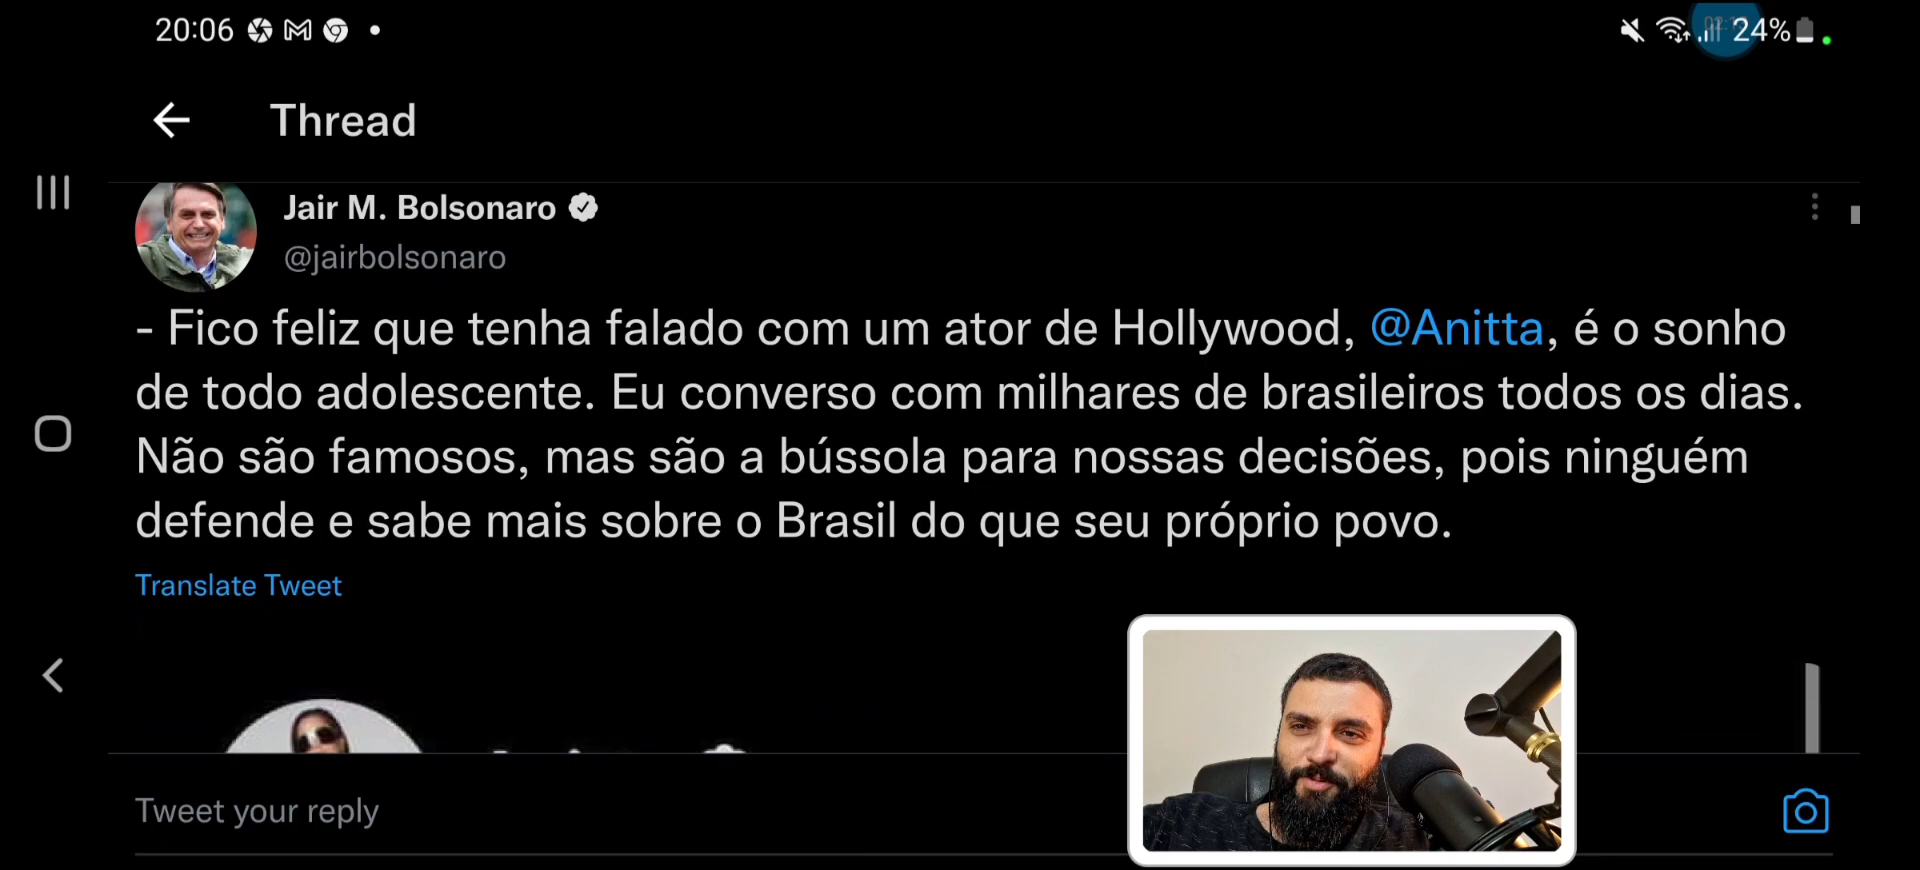 20:06
24%
Thread
Jair M. Bolsonaro
@jairbolsonaro
- Fico feliz que tenha falado com um ator de Hollywood, @Anitta, é o sonho
de todo adolescente. Eu converso com milhares de brasileiros todos os dias.
Não são famosos, mas são a bússola para nossas decisões, pois ninguém
defende e sabe mais sobre o Brasil do que seu próprio povo.
Translate Tweet
Tweet your reply